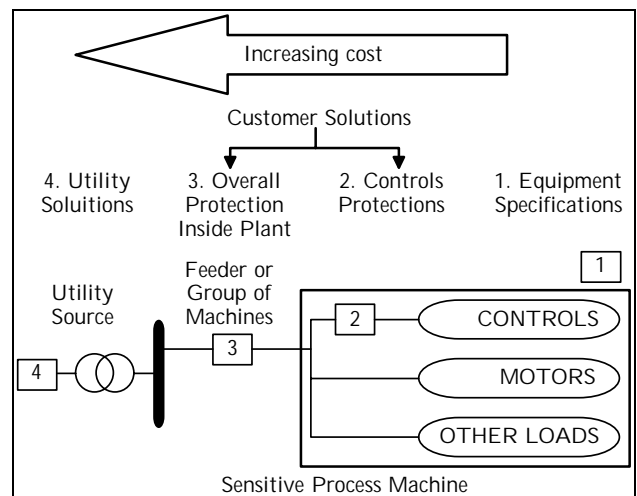 Increasing cost
Customer Solutions
4. Utility
Soluitions
3. Overall
Protection
Inside Plant
2. Controls
Protections
1. Equipment
Specifications
1
Utility
Source
Feeder or
Group of
Machines
4
3
2
CONTROLS
MOTORS
OTHER LOADS
Sensitive Process Machine